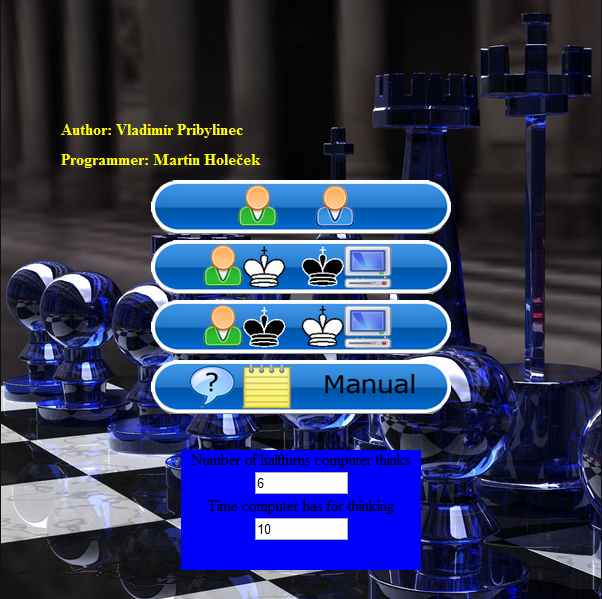 Author: Vladimír Pribylinec
Programmer: Martin Holeček
?
Manual
Number of halfturns computer thinks
6
Time computer has for thinking
10